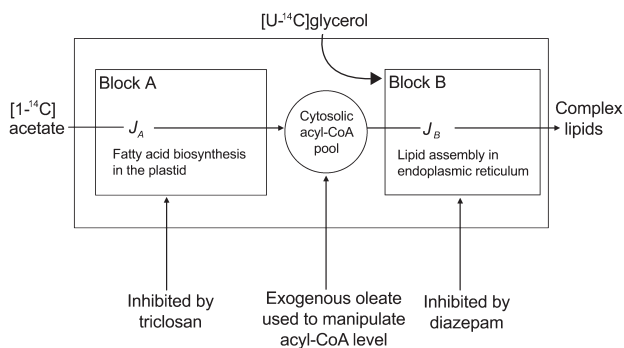 [U-¹⁴C]glycerol
Block A
Block B
[1-¹⁴C]
acetate
J_A
Fatty acid biosynthesis
in the plastid
Cytosolic
acyl-CoA
pool
J_B
Lipid assembly in
endoplasmic reticulum
Complex
lipids
Inhibited by
triclosan
Exogenous oleate
used to manipulate
acyl-CoA level
Inhibited by
diazepam